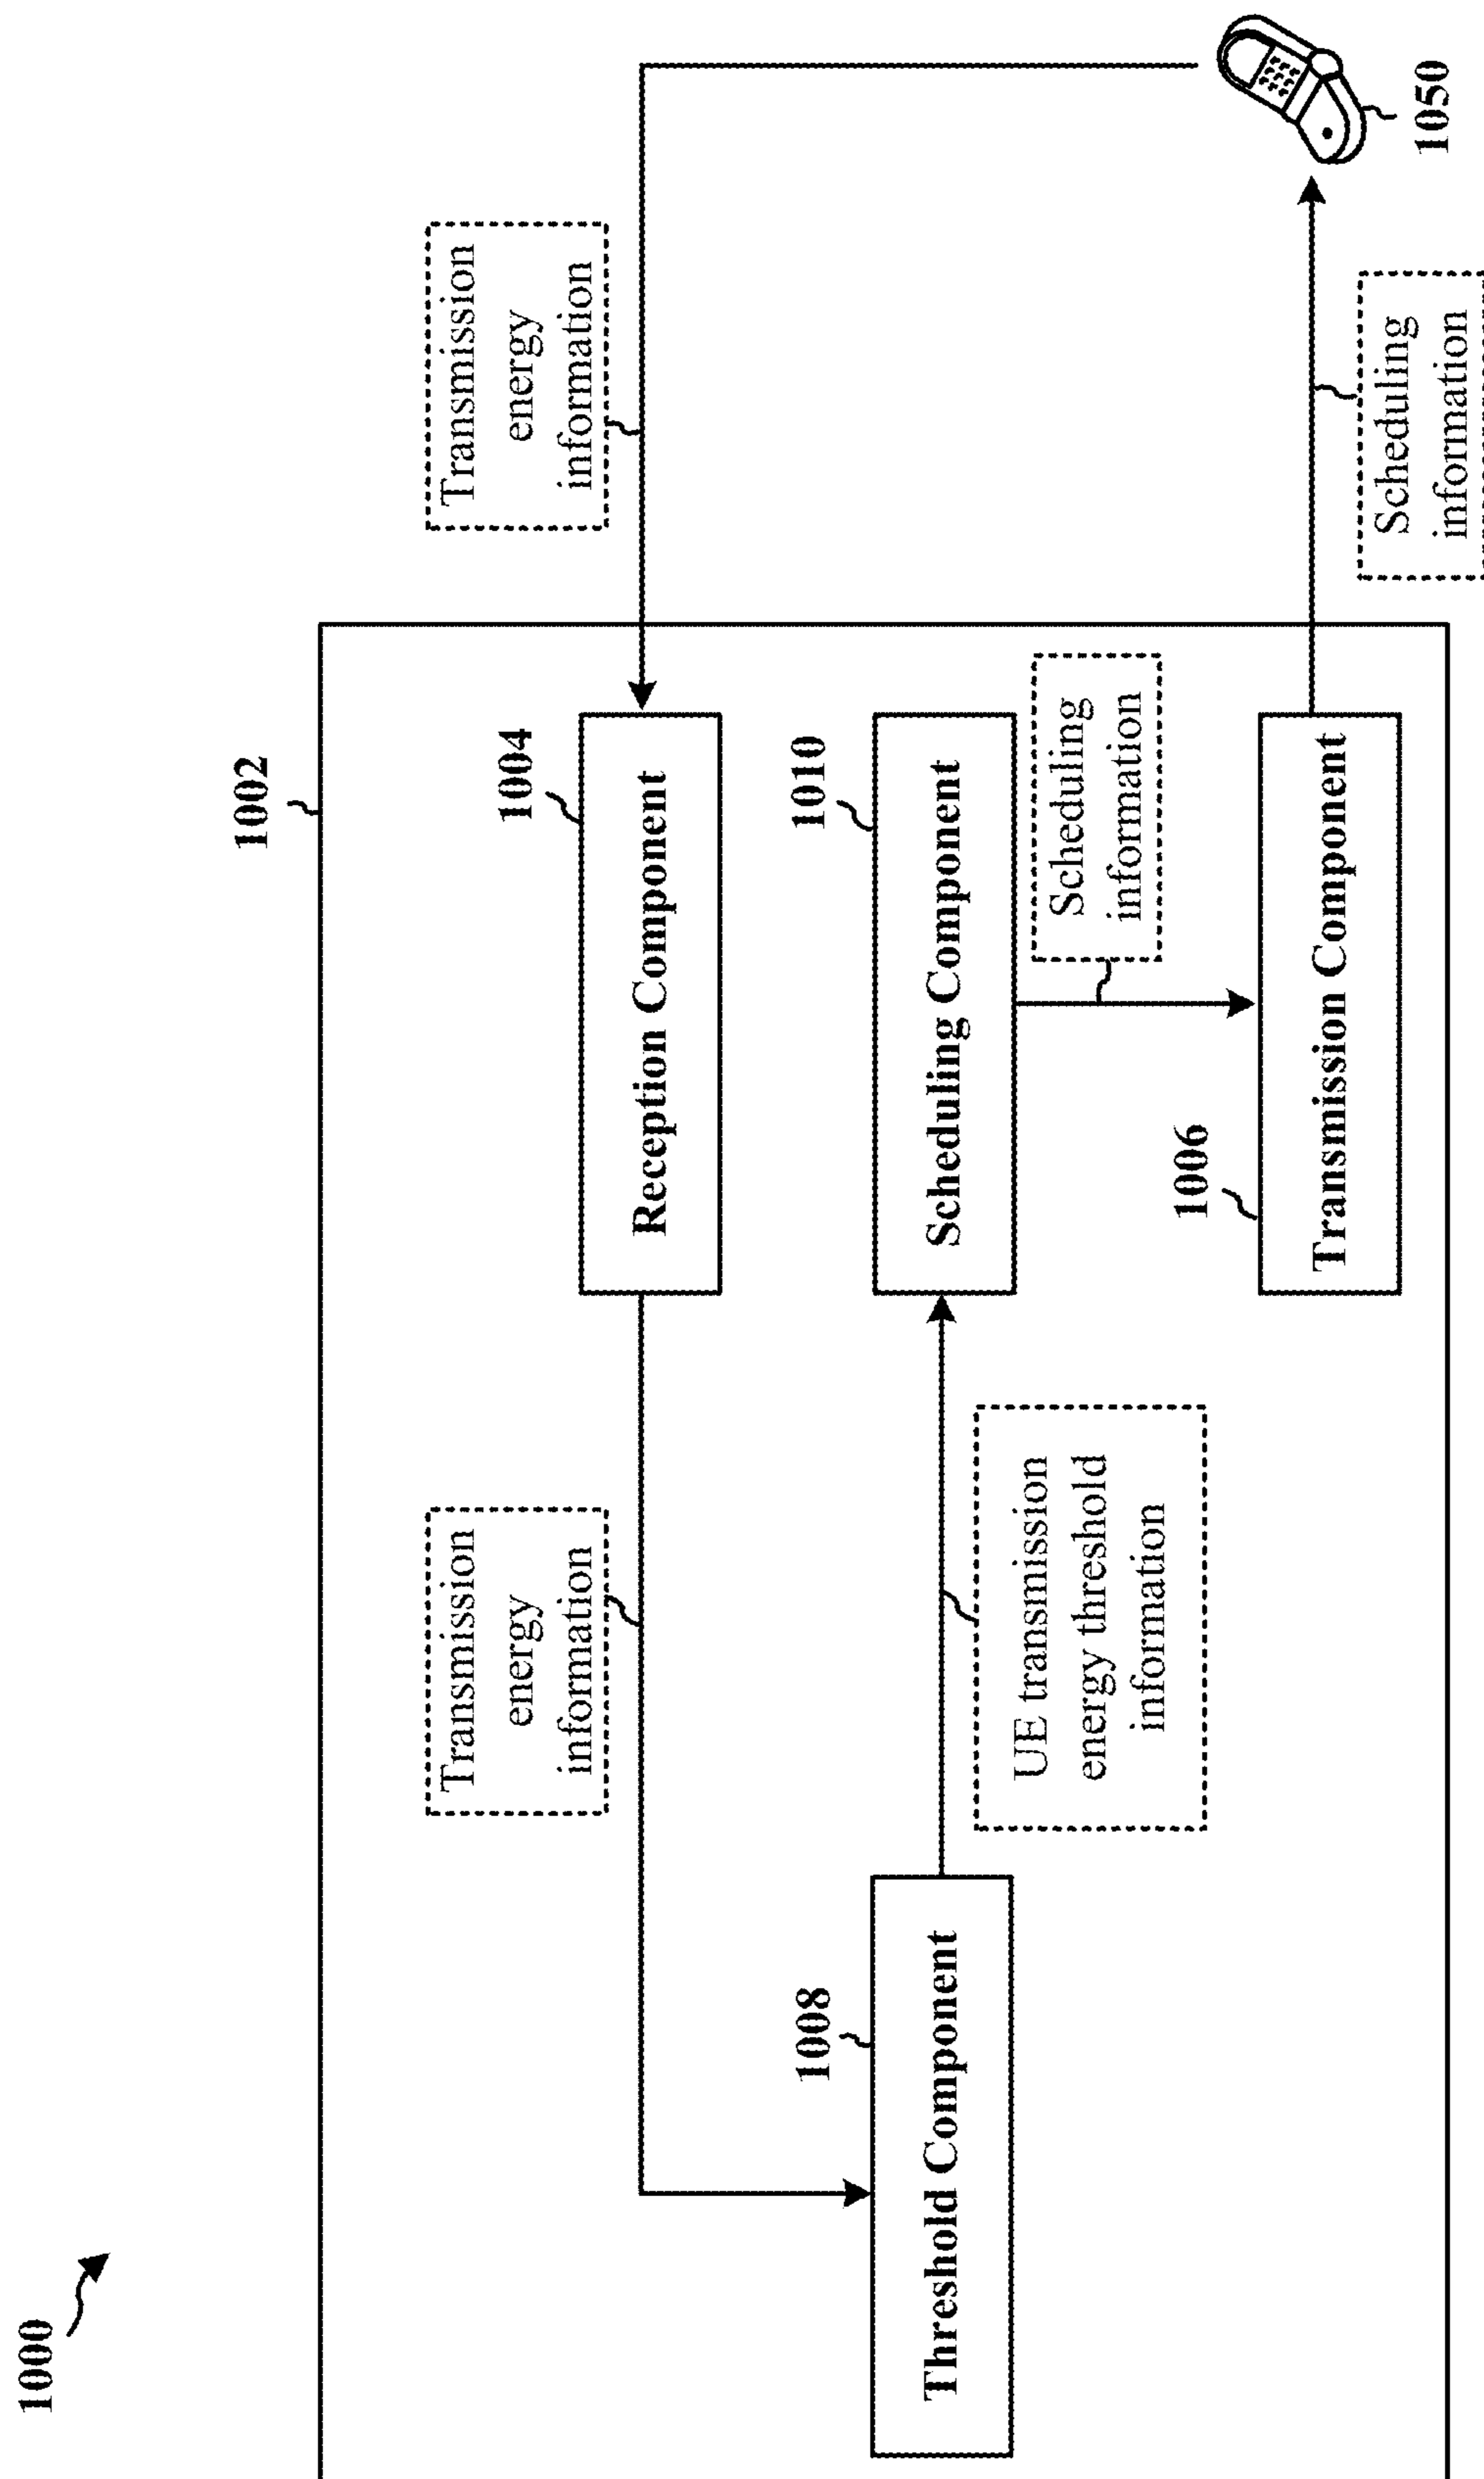 1000
1002
Transmission
energy
information
Transmission
energy
information
1004
Reception Component
1008
Threshold Component
UE transmission
energy threshold
information
1010
Scheduling Component
Scheduling
information
1006
Transmission Component
Scheduling
information
1050